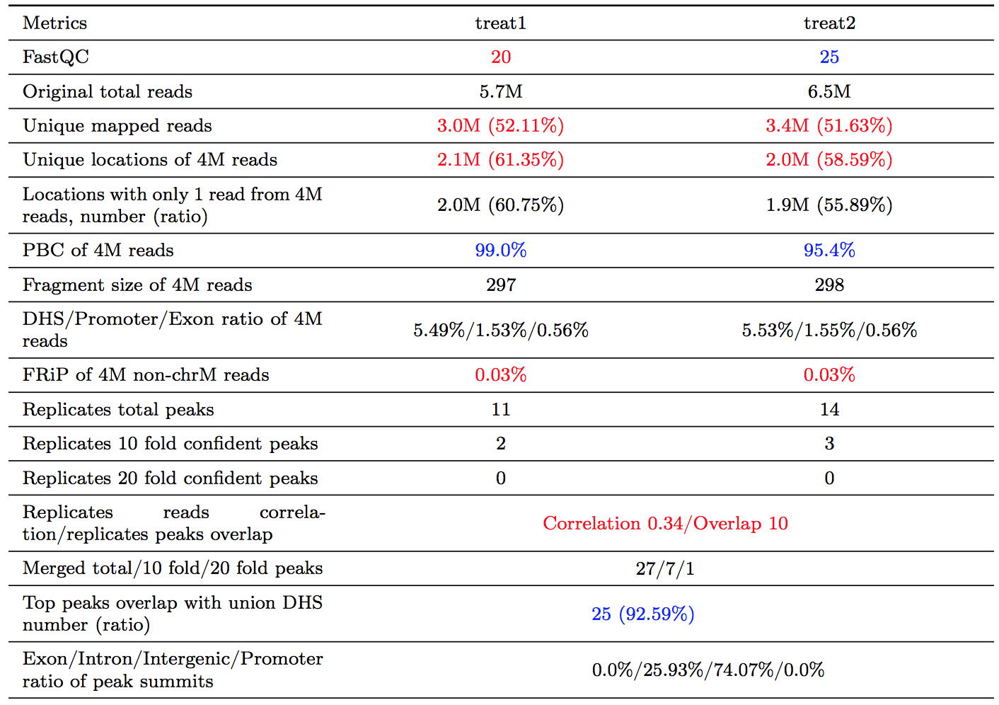 Metrics treat1 treat2
FastQC 20 25
Original total reads 5.7M 6.5M
Unique mapped reads 3.0M (52.11%) 3.4M (51.63%)
Unique locations of 4M reads 2.1M (61.35%) 2.0M (58.59%)
Locations with only 1 read from 4M
reads, number (ratio) 2.0M (60.75%) 1.9M (55.89%)
PBC of 4M reads 99.0% 95.4%
Fragment size of 4M reads 297 298
DHS/Promoter/Exon ratio of 4M
reads 5.49%/1.53%/0.56% 5.53%/1.55%/0.56%
FRiP of 4M non-chrM reads 0.03% 0.03%
Replicates total peaks 11 14
Replicates 10 fold confident peaks 2 3
Replicates 20 fold confident peaks 0 0
Replicates reads correla-
tion/replicates peaks overlap Correlation 0.34/Overlap 10
Merged total/10 fold/20 fold peaks 27/7/1
Top peaks overlap with union DHS
number (ratio) 25 (92.59%)
Exon/Intron/Intergenic/Promoter
ratio of peak summits 0.0%/25.93%/74.07%/0.0%